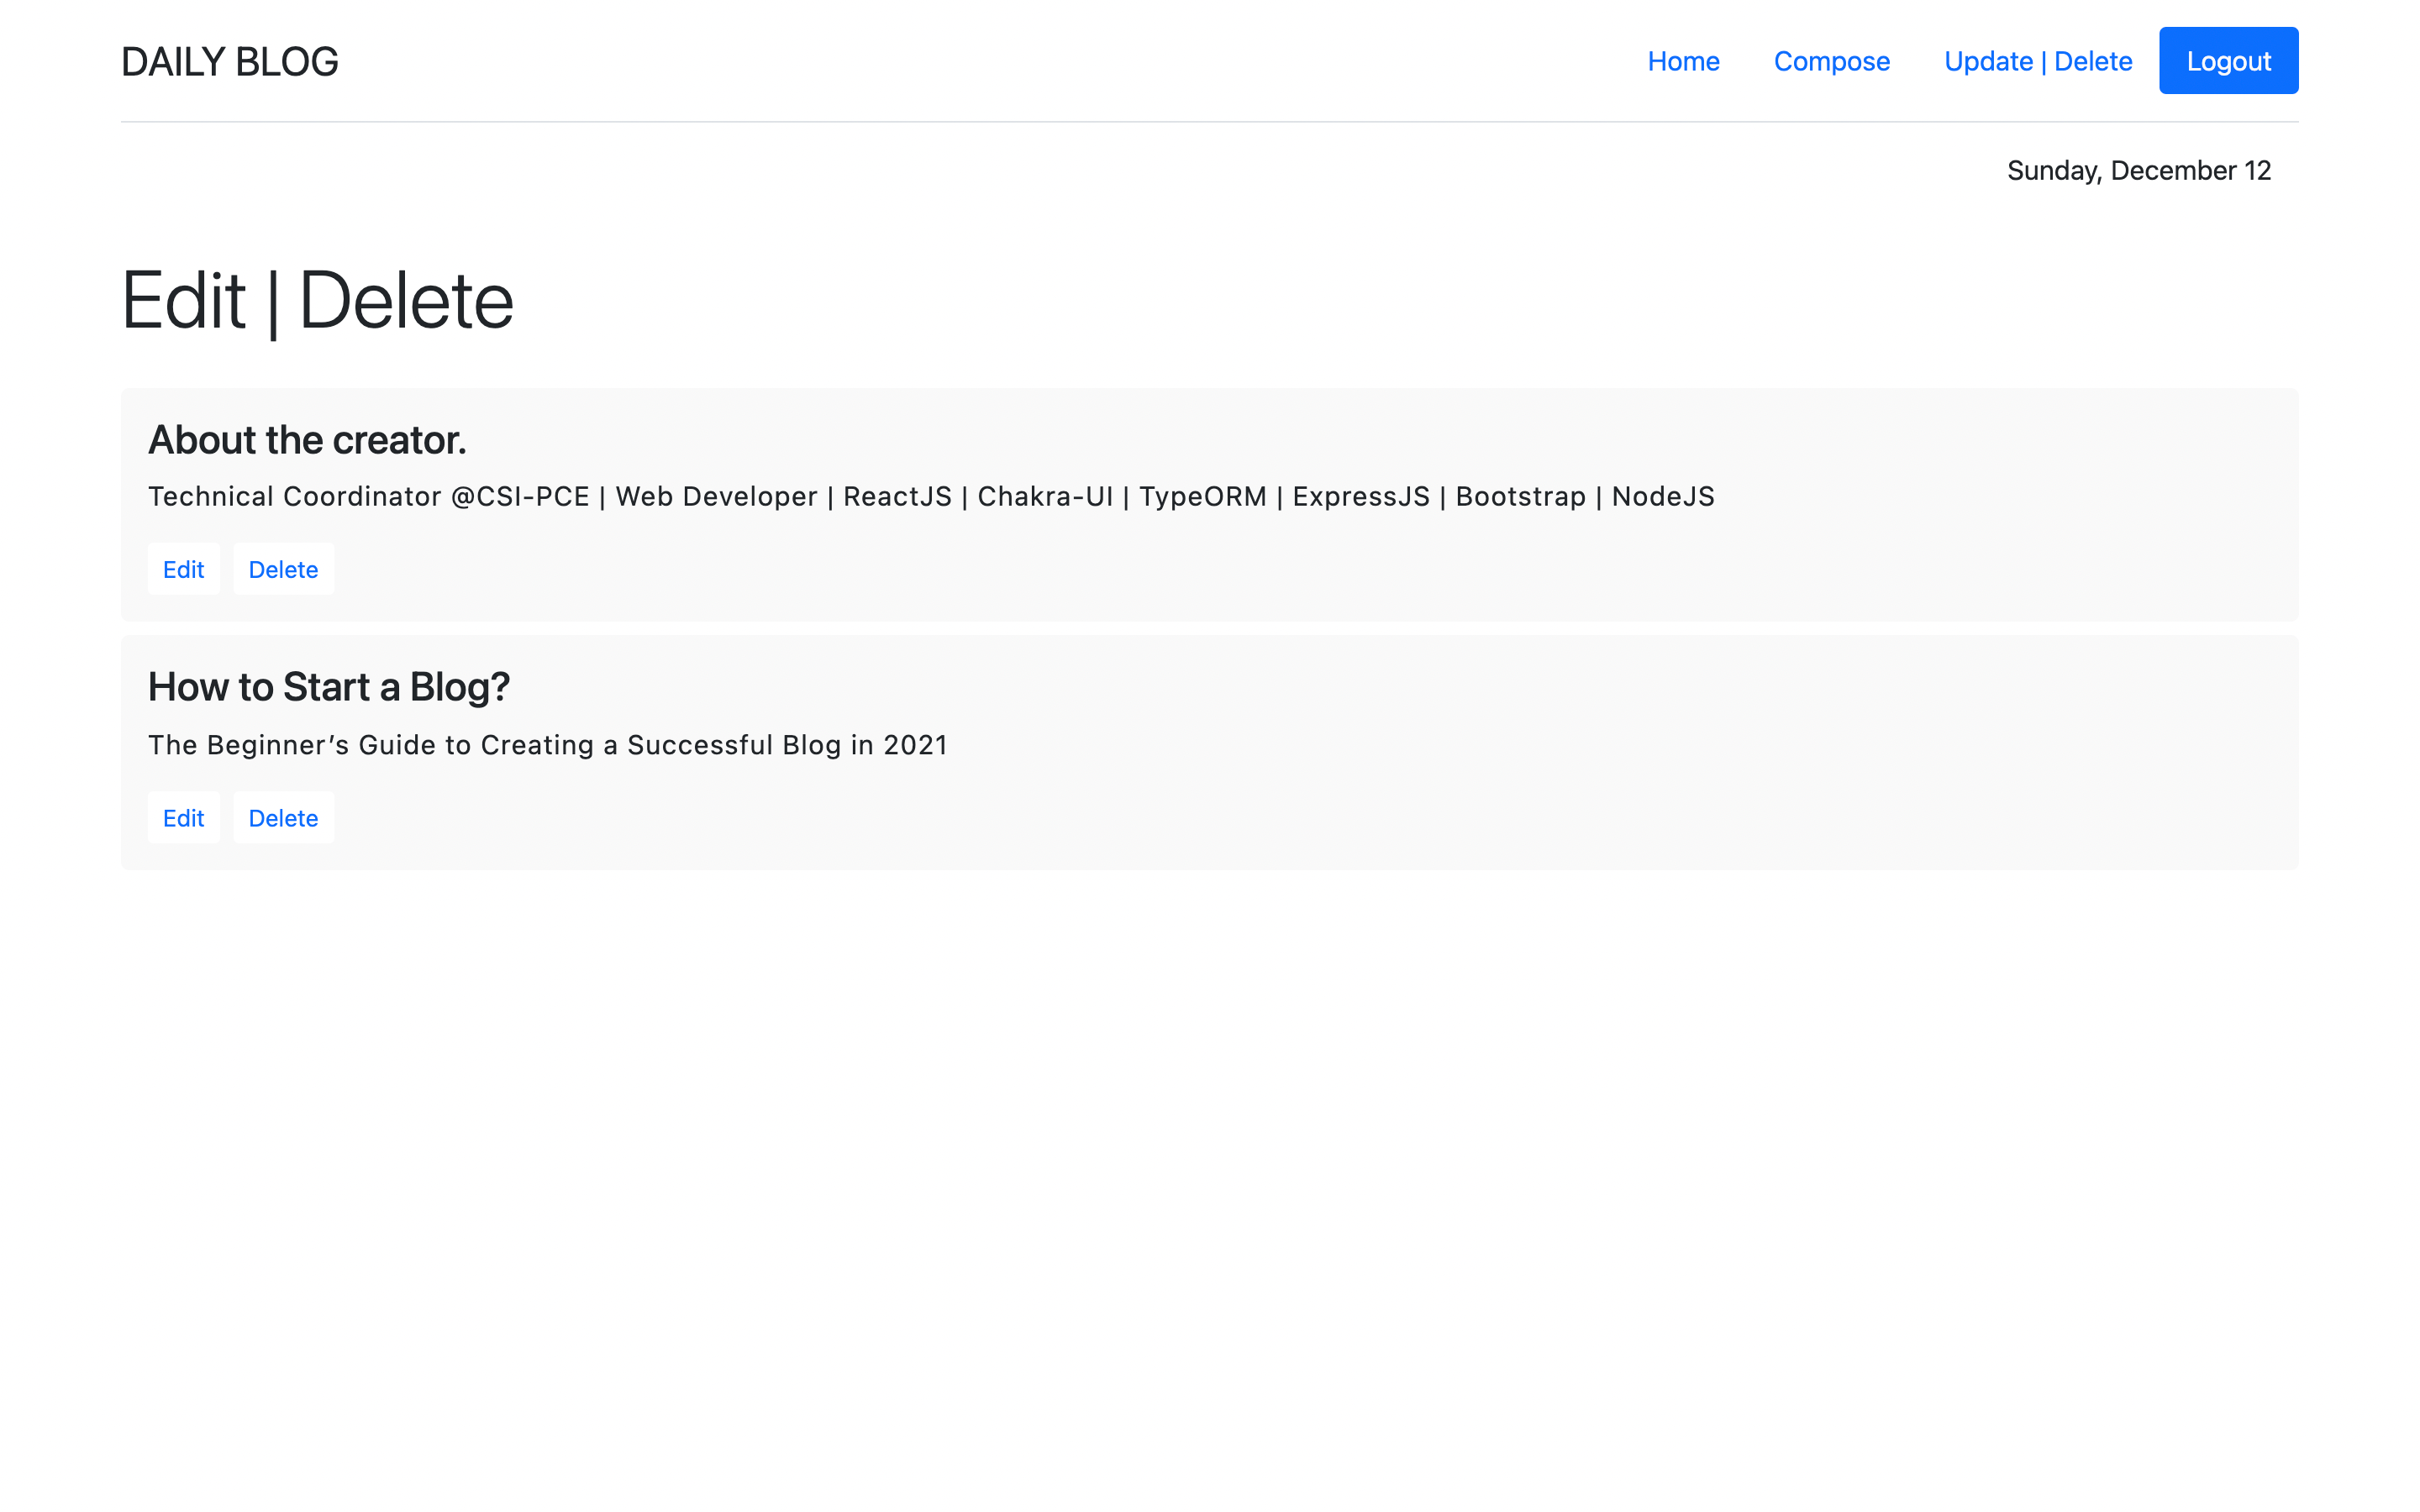 DAILY BLOG
Home Compose Update | Delete Logout
Sunday, December 12
Edit | Delete
About the creator.
Technical Coordinator @CSI-PCE | Web Developer | ReactJS | Chakra-UI | TypeORM | ExpressJS | Bootstrap | NodeJS
Edit Delete
How to Start a Blog?
The Beginner’s Guide to Creating a Successful Blog in 2021
Edit Delete